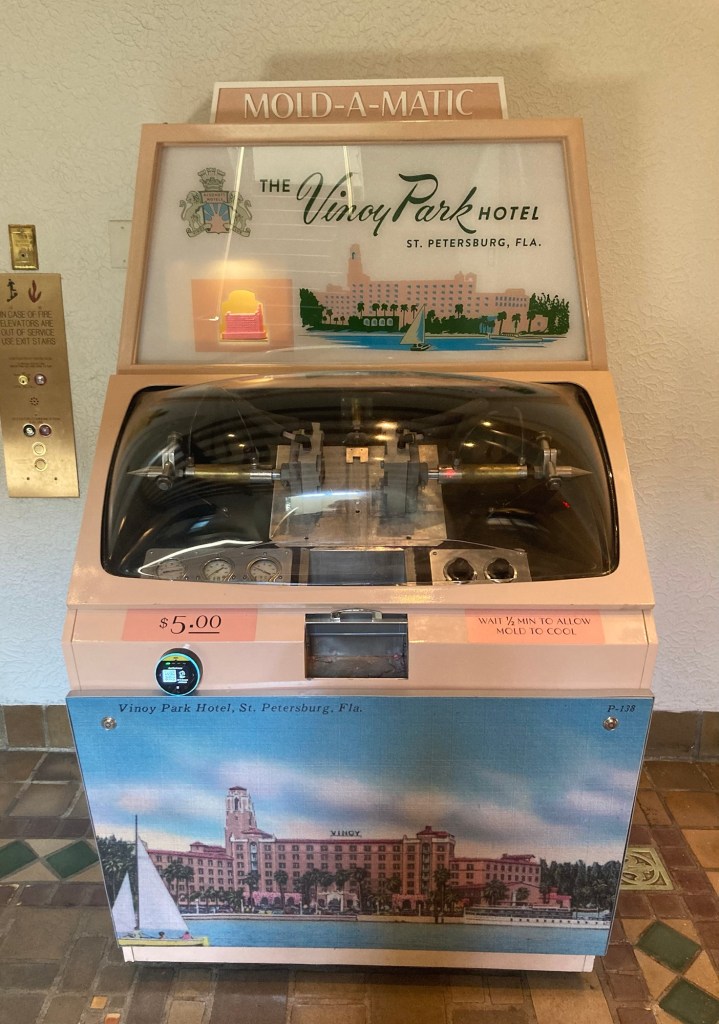 MOLD-A-MATIC
THE Vinoy Park HOTEL
ST. PETERSBURG, FLA.
IN CASE OF FIRE
ELEVATORS ARE
OUT OF SERVICE
USE EXIT STAIRS
$5.00
WAIT ½ MIN TO ALLOW
MOLD TO COOL
Vinoy Park Hotel, St. Petersburg, Fla.
P-138
VINOY